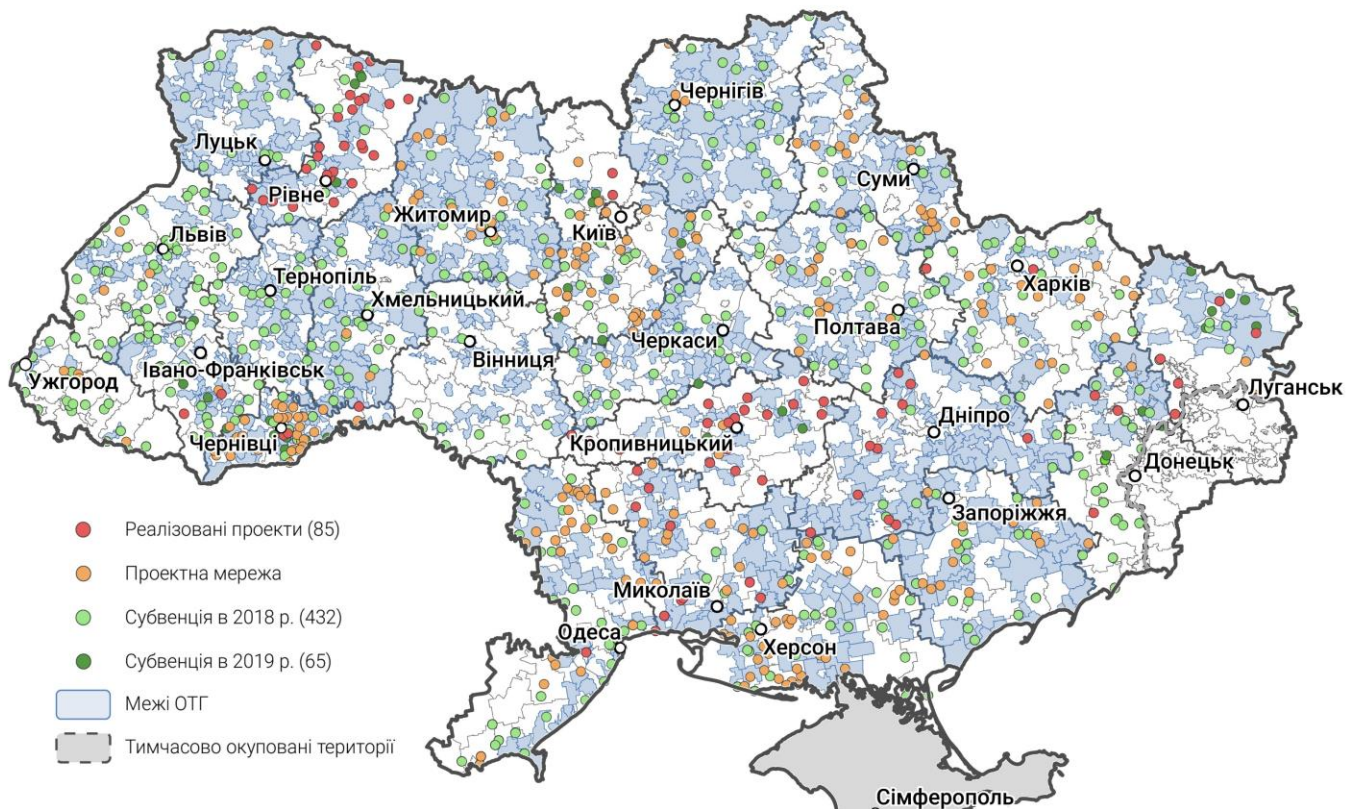 Чернігів
Луцьк
Суми
Рівне
Житомир
Київ
Львів
Тернопіль
Харків
Хмельницький
Полтава
Черкаси
Вінниця
Івано-Франківськ
Ужгород
Луганськ
Дніпро
Чернівці
Кропивницький
Донецьк
Запоріжжя
Реалізовані проекти (85)
Проектна мережа
Миколаїв
Субвенція в 2018 р. (432)
Одеса
Херсон
Субвенція в 2019 р. (65)
Межі ОТГ
Тимчасово окуповані території
Сімферополь